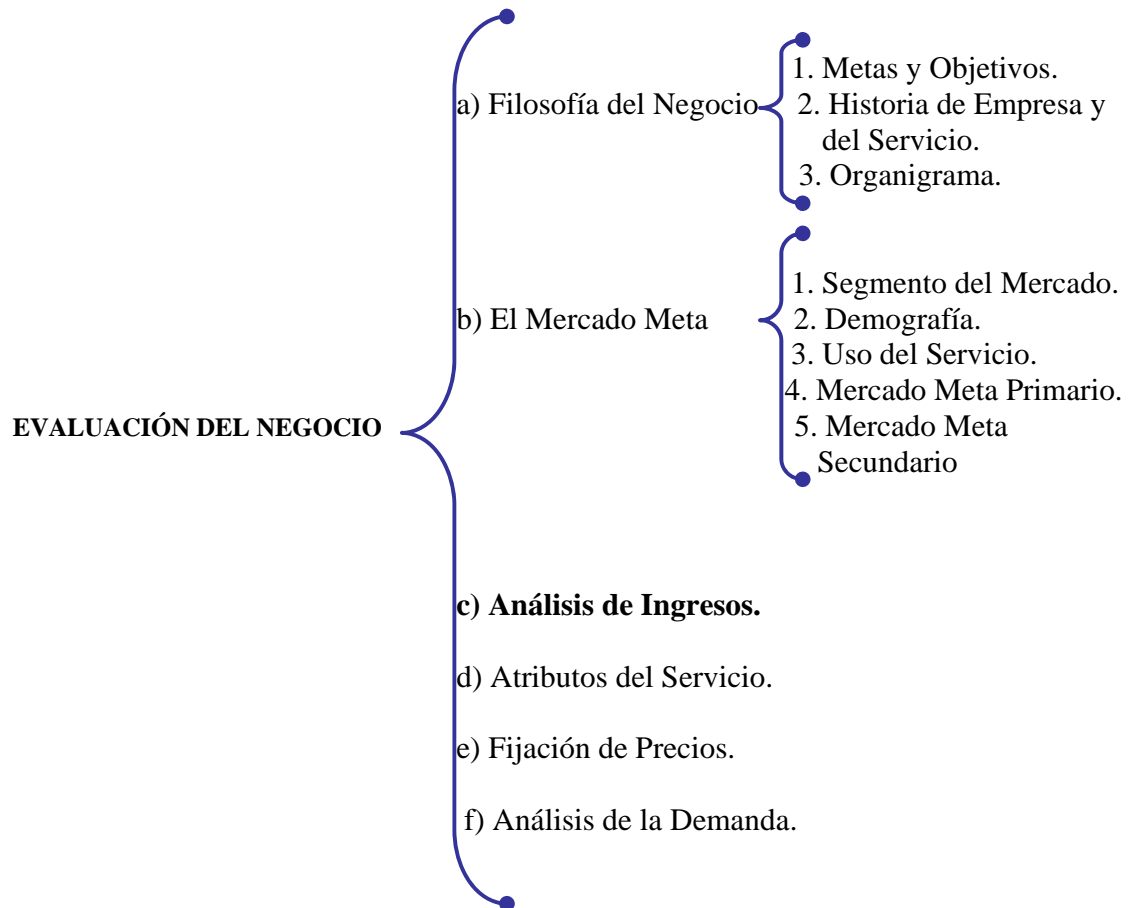 a) Filosofía del Negocio
1. Metas y Objetivos.
2. Historia de Empresa y
del Servicio.
3. Organigrama.
b) El Mercado Meta
1. Segmento del Mercado.
2. Demografía.
3. Uso del Servicio.
4. Mercado Meta Primario.
5. Mercado Meta
Secundario
EVALUACIÓN DEL NEGOCIO
c) Análisis de Ingresos.
d) Atributos del Servicio.
e) Fijación de Precios.
f) Análisis de la Demanda.